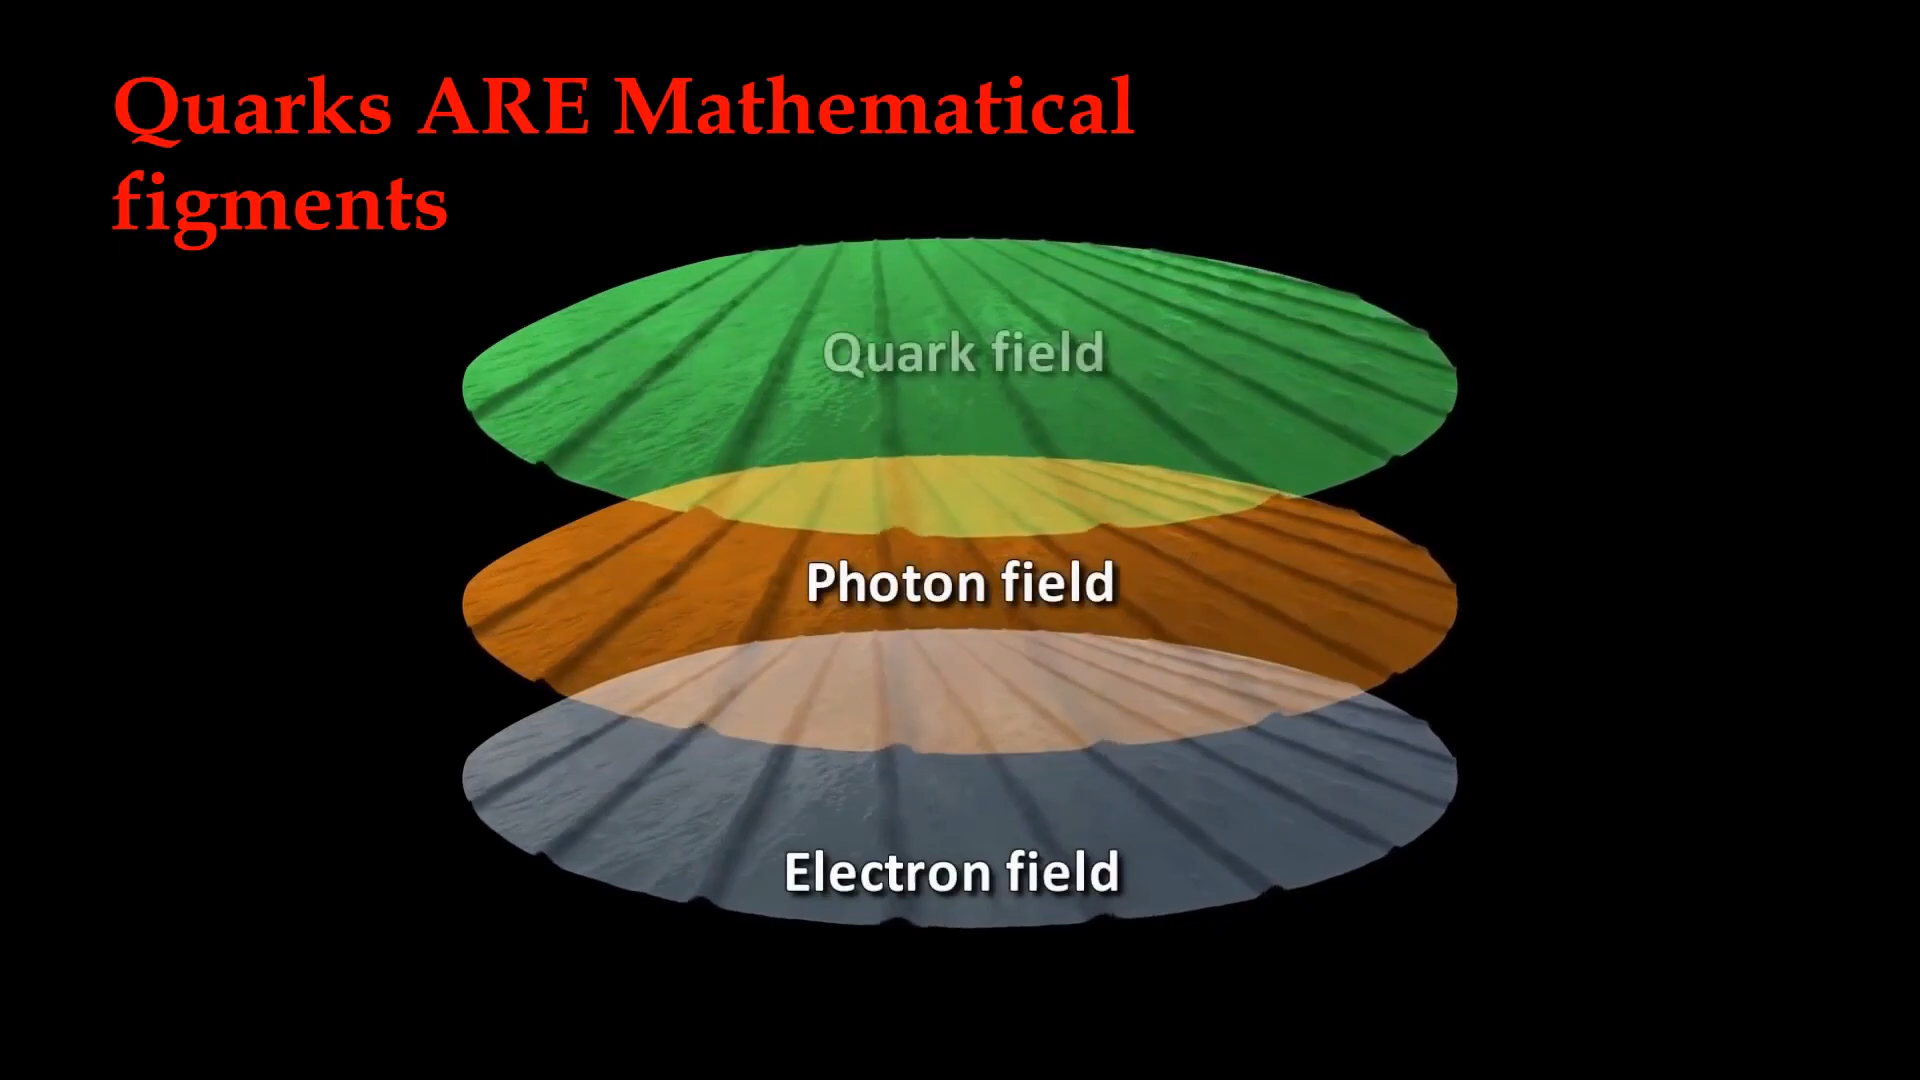 Quarks ARE Mathematical
figments
Quark field
Photon field
Electron field